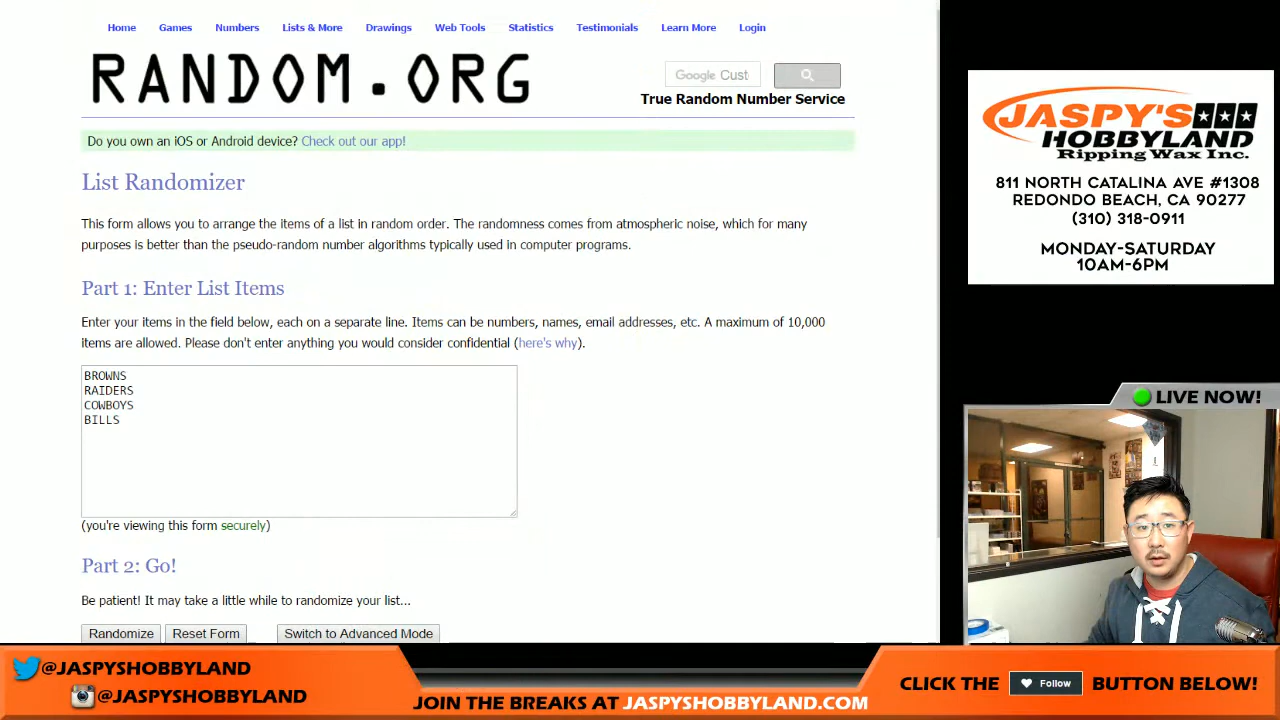 Home Games Numbers Lists & More Drawings Web Tools Statistics Testimonials Learn More Login
RANDOM.ORG
Google Cust
True Random Number Service
Do you own an iOS or Android device? Check out our app!
List Randomizer
This form allows you to arrange the items of a list in random order. The randomness comes from atmospheric noise, which for many
purposes is better than the pseudo-random number algorithms typically used in computer programs.
Part 1: Enter List Items
Enter your items in the field below, each on a separate line. Items can be numbers, names, email addresses, etc. A maximum of 10,000
items are allowed. Please don't enter anything you would consider confidential (here's why).
BROWNS
RAIDERS
COWBOYS
BILLS
(you're viewing this form securely)
Part 2: Go!
Be patient! It may take a little while to randomize your list...
Randomize Reset Form Switch to Advanced Mode
JASPY'S
HOBBYLAND
Ripping Wax Inc.
811 NORTH CATALINA AVE #1308
REDONDO BEACH, CA 90277
(310) 318-0911
MONDAY-SATURDAY
10AM-6PM
LIVE NOW!
@JASPYSHOBBYLAND
@JASPYSHOBBYLAND
JOIN THE BREAKS AT JASPYSHOBBYLAND.COM
CLICK THE Follow BUTTON BELOW!